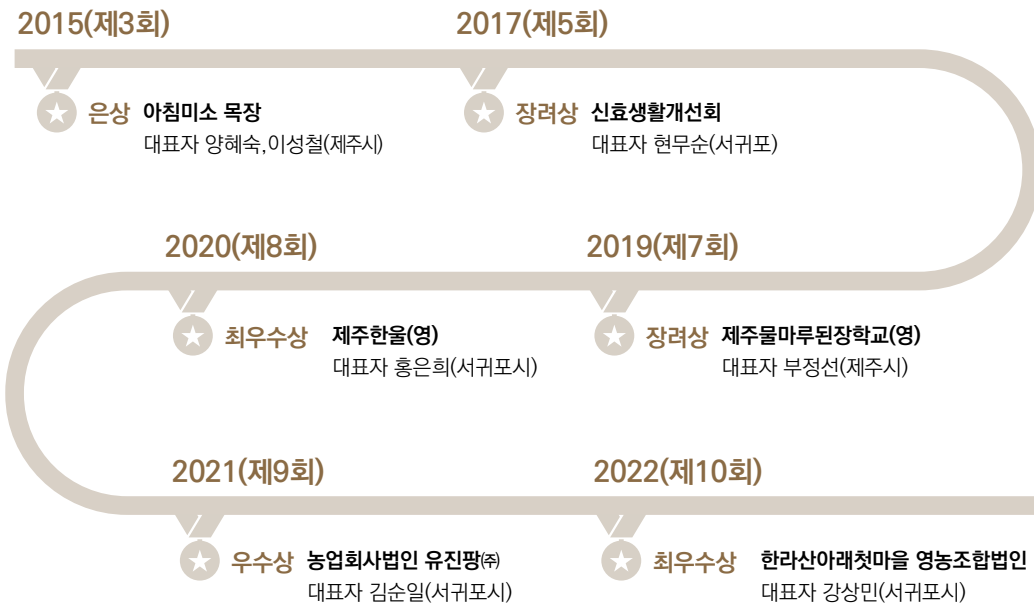 2015(제3회)
은상 아침미소 목장
대표자 양혜숙,이성철(제주시)
2017(제5회)
장려상 신효생활개선회
대표자 현무순(서귀포)
2019(제7회)
장려상 제주물마루된장학교(영)
대표자 부정선(제주시)
2020(제8회)
최우수상 제주한울(영)
대표자 홍은희(서귀포시)
2021(제9회)
우수상 농업회사법인 유진팡㈜
대표자 김순일(서귀포시)
2022(제10회)
최우수상 한라산아래첫마을 영농조합법인
대표자 강상민(서귀포시)